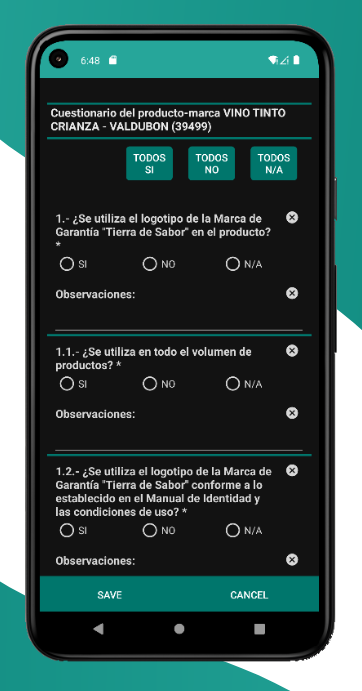 6:48
Cuestionario del producto-marca VINO TINTO
CRIANZA - VALDUBON (39499)
TODOS SI
TODOS NO
TODOS N/A
1.- ¿Se utiliza el logotipo de la Marca de
Garantía "Tierra de Sabor" en el producto?
*
SI NO N/A
Observaciones:
1.1.- ¿Se utiliza en todo el volumen de
productos? *
SI NO N/A
Observaciones:
1.2.- ¿Se utiliza el logotipo de la Marca de
Garantía "Tierra de Sabor" conforme a lo
establecido en el Manual de Identidad y
las condiciones de uso? *
SI NO N/A
Observaciones:
SAVE CANCEL